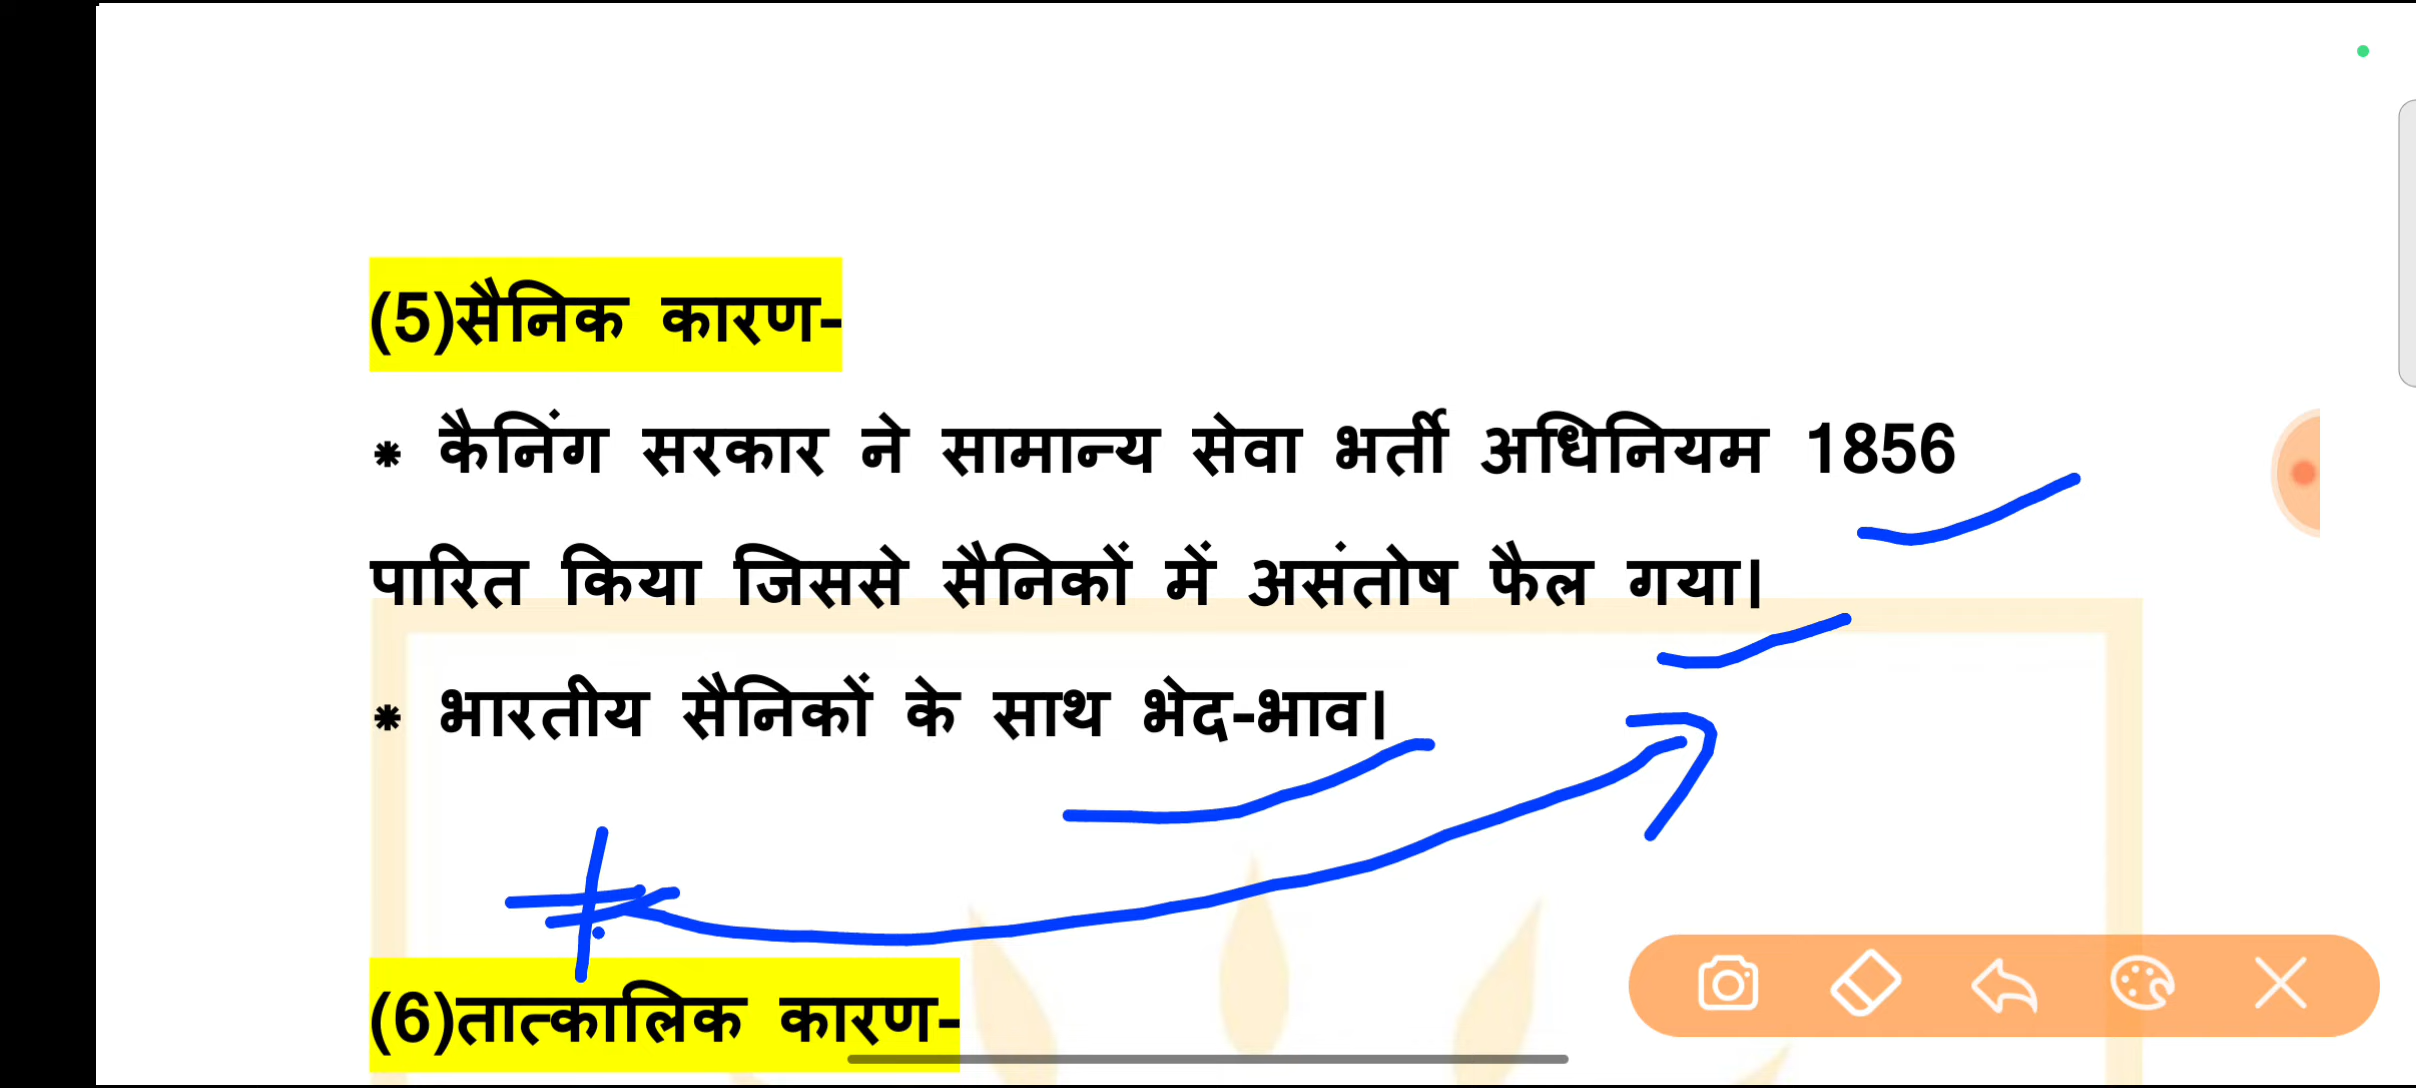 (5)सैनिक कारण-
* कैनिंग सरकार ने सामान्य सेवा भर्ती अधिनियम 1856
पारित किया जिससे सैनिकों में असंतोष फैल गया।
* भारतीय सैनिकों के साथ भेद-भाव।
(6)तात्कालिक कारण-